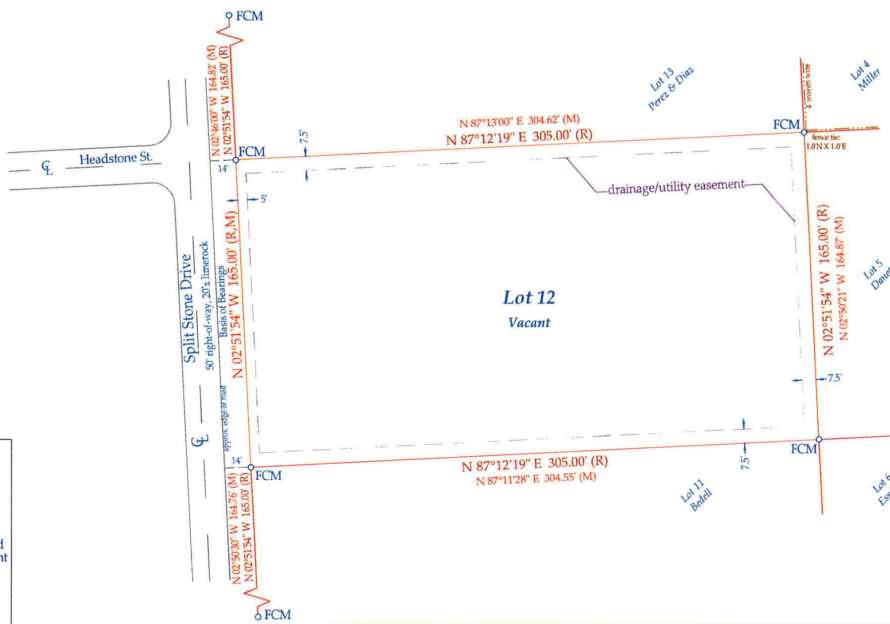 FCM
N 02°46'00" W 164.82' (M)
N 02°51'54" W 165.00' (R)
Lot 13
Perez & Diaz
4' woven wire
Lot 4
Miller
N 87°13'00" E 304.62' (M)
N 87°12'19" E 305.00' (R)
FCM
FCM
fence tie:
1.0'N X 1.0'E
7.5'
14'
Headstone St.
drainage/utility easement
5'
Split Stone Drive
50' right-of-way, 20'± limerock
Basis of Bearings
N 02°51'54" W 165.00' (R,M)
Lot 12
Vacant
N 02°51'54" W 165.00' (R)
N 02°50'21" W 164.87' (M)
Lot 5
7.5'
approx. edge of road
14'
FCM
FCM
N 87°12'19" E 305.00' (R)
N 87°11'28" E 304.55' (M)
7.5'
Lot 11
Bedell
Lot 6
N 02°50'30" W 164.76' (M)
N 02°51'54" W 165.00' (R)
FCM